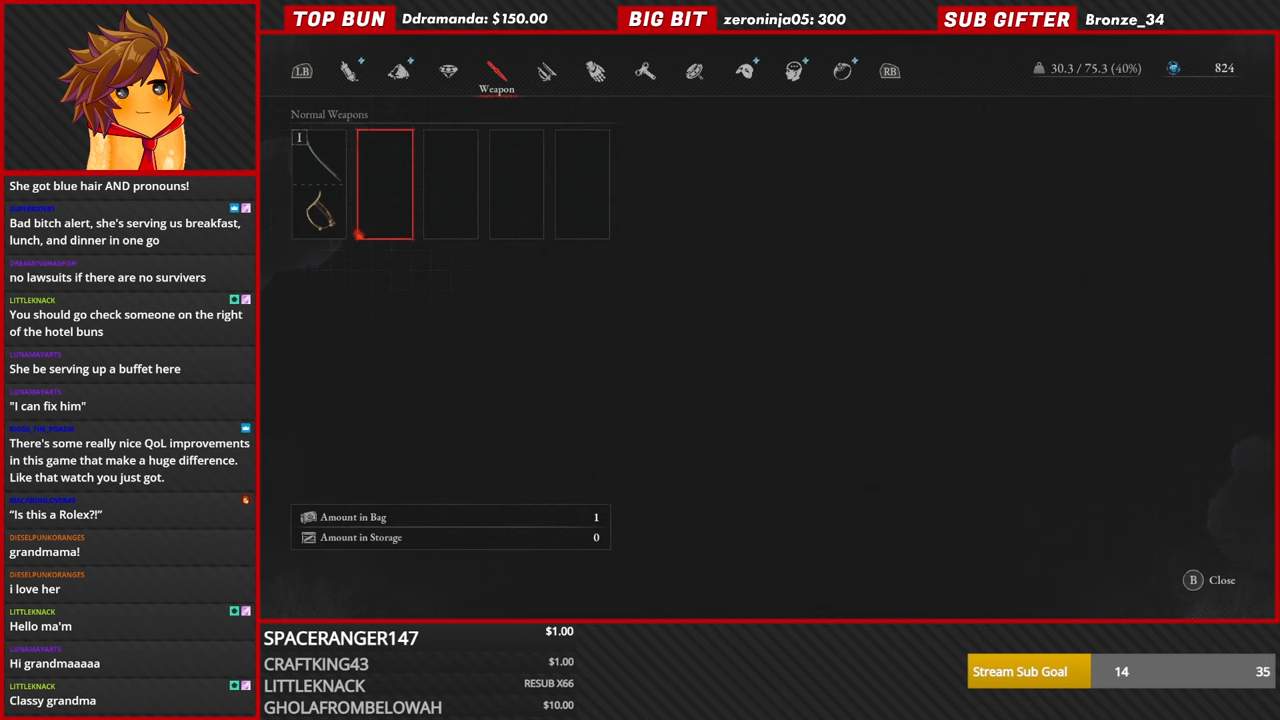 TOP BUN Ddramanda: $150.00 BIG BIT zeroninja05: 300 SUB GIFTER Bronze_34
LB RB 30.3 / 75.3 (40%) 824
Weapon
Normal Weapons
1
Amount in Bag 1
Amount in Storage 0
B Close
She got blue hair AND pronouns!
Bad bitch alert, she's serving us breakfast,
lunch, and dinner in one go
DREAMINGHAGFISH
no lawsuits if there are no survivers
LITTLEKNACK
You should go check someone on the right
of the hotel buns
LUNAMAYARTS
She be serving up a buffet here
LUNAMAYARTS
"I can fix him"
There's some really nice QoL improvements
in this game that make a huge difference.
Like that watch you just got.
“Is this a Rolex?!”
DIESELPUNKORANGES
grandmama!
DIESELPUNKORANGES
i love her
LITTLEKNACK
Hello ma'm
LUNAMAYARTS
Hi grandmaaaaa
LITTLEKNACK
Classy grandma
SPACERANGER147 $1.00
CRAFTKING43 $1.00
LITTLEKNACK RESUB X66
GHOLAFROMBELOWAH $10.00
Stream Sub Goal 14 35